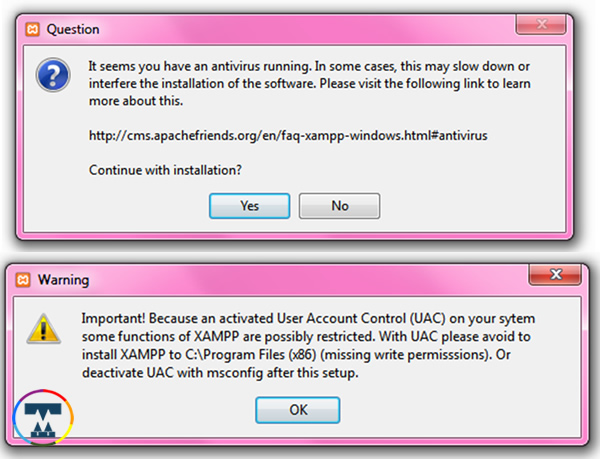 Question
It seems you have an antivirus running. In some cases, this may slow down or
interfere the installation of the software. Please visit the following link to learn
more about this.
http://cms.apachefriends.org/en/faq-xampp-windows.html#antivirus
Continue with installation?
Yes No
Warning
Important! Because an activated User Account Control (UAC) on your sytem
some functions of XAMPP are possibly restricted. With UAC please avoid to
install XAMPP to C:\Program Files (x86) (missing write permisssions). Or
deactivate UAC with msconfig after this setup.
OK